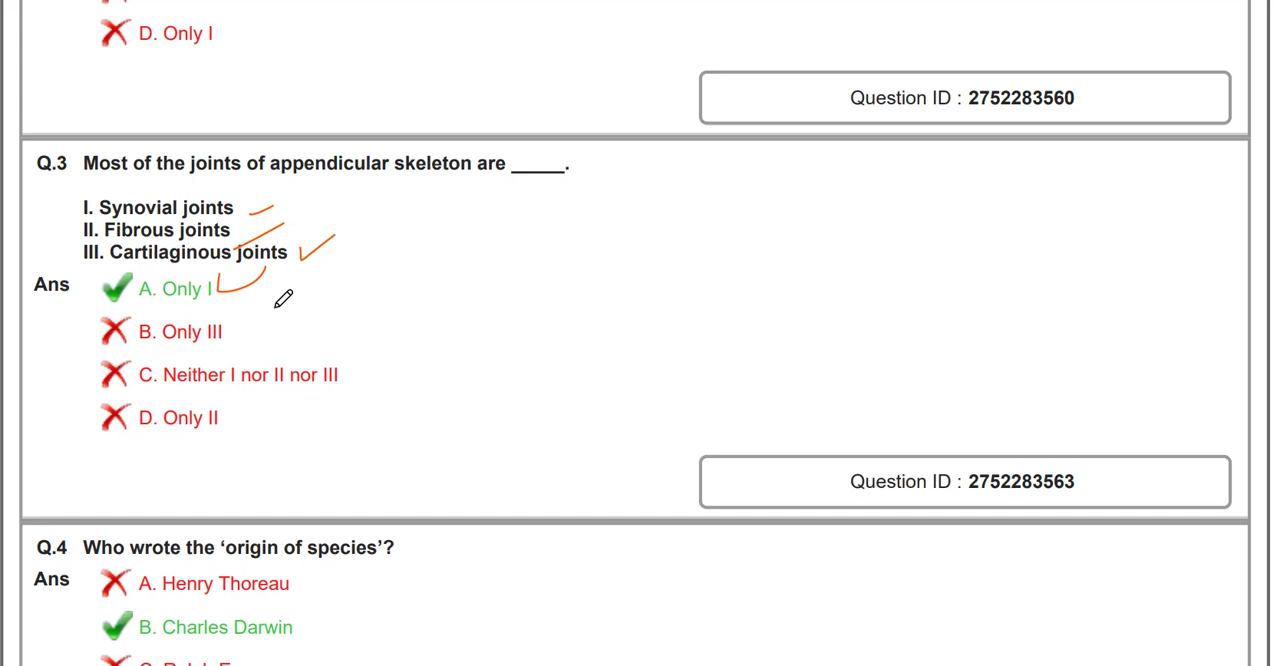 D. Only I
Question ID : 2752283560
Q.3 Most of the joints of appendicular skeleton are _____.
I. Synovial joints
II. Fibrous joints
III. Cartilaginous joints
Ans
A. Only I
B. Only III
C. Neither I nor II nor III
D. Only II
Question ID : 2752283563
Q.4 Who wrote the ‘origin of species’?
Ans
A. Henry Thoreau
B. Charles Darwin